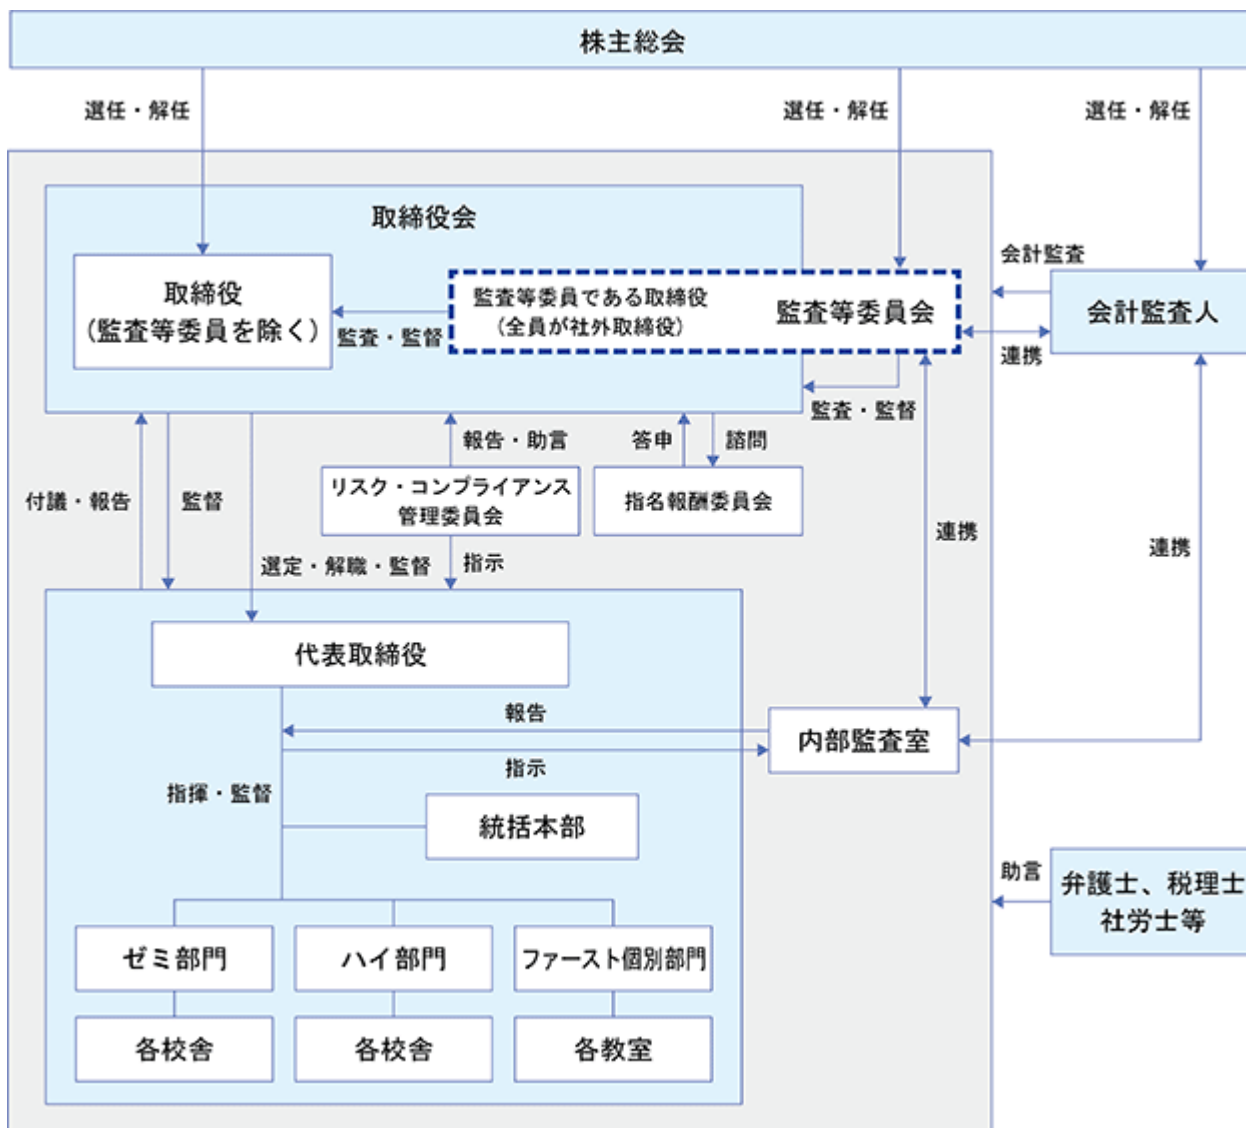 株主総会
選任・解任
選任・解任
選任・解任
取締役会
取締役
（監査等委員を除く）
監査・監督
監査等委員である取締役
（全員が社外取締役）
監査等委員会
会計監査
会計監査人
連携
監査・監督
付議・報告
監督
選定・解職・監督
報告・助言
リスク・コンプライアンス
管理委員会
指示
答申
諮問
指名報酬委員会
連携
連携
代表取締役
報告
指示
内部監査室
指揮・監督
統括本部
助言
弁護士、税理士
社労士等
ゼミ部門
ハイ部門
ファースト個別部門
各校舎
各校舎
各教室